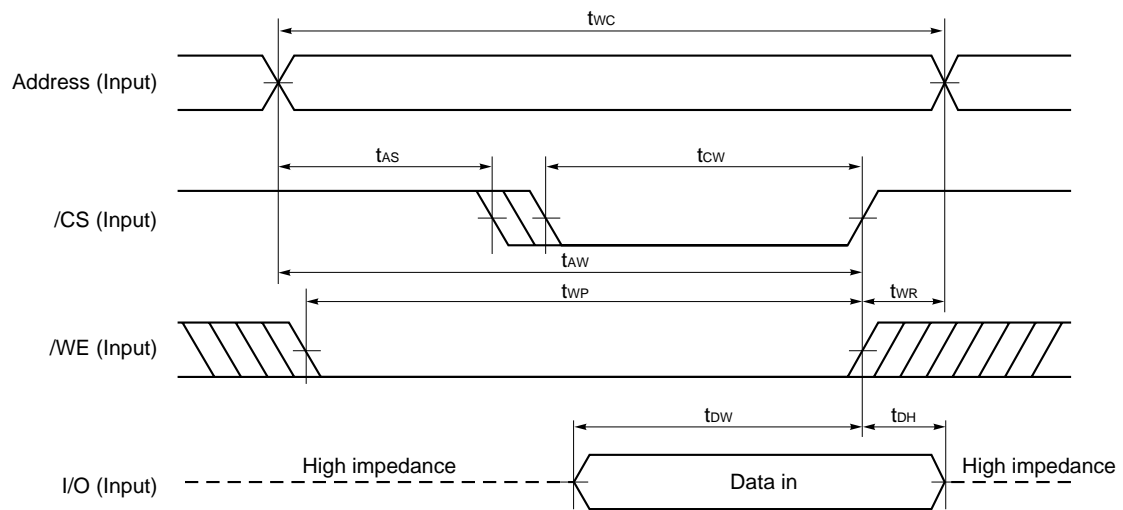 tWC
Address (Input)
tAS
tCW
/CS (Input)
tAW
tWP
tWR
/WE (Input)
tDW
tDH
High impedance
Data in
High impedance
I/O (Input)